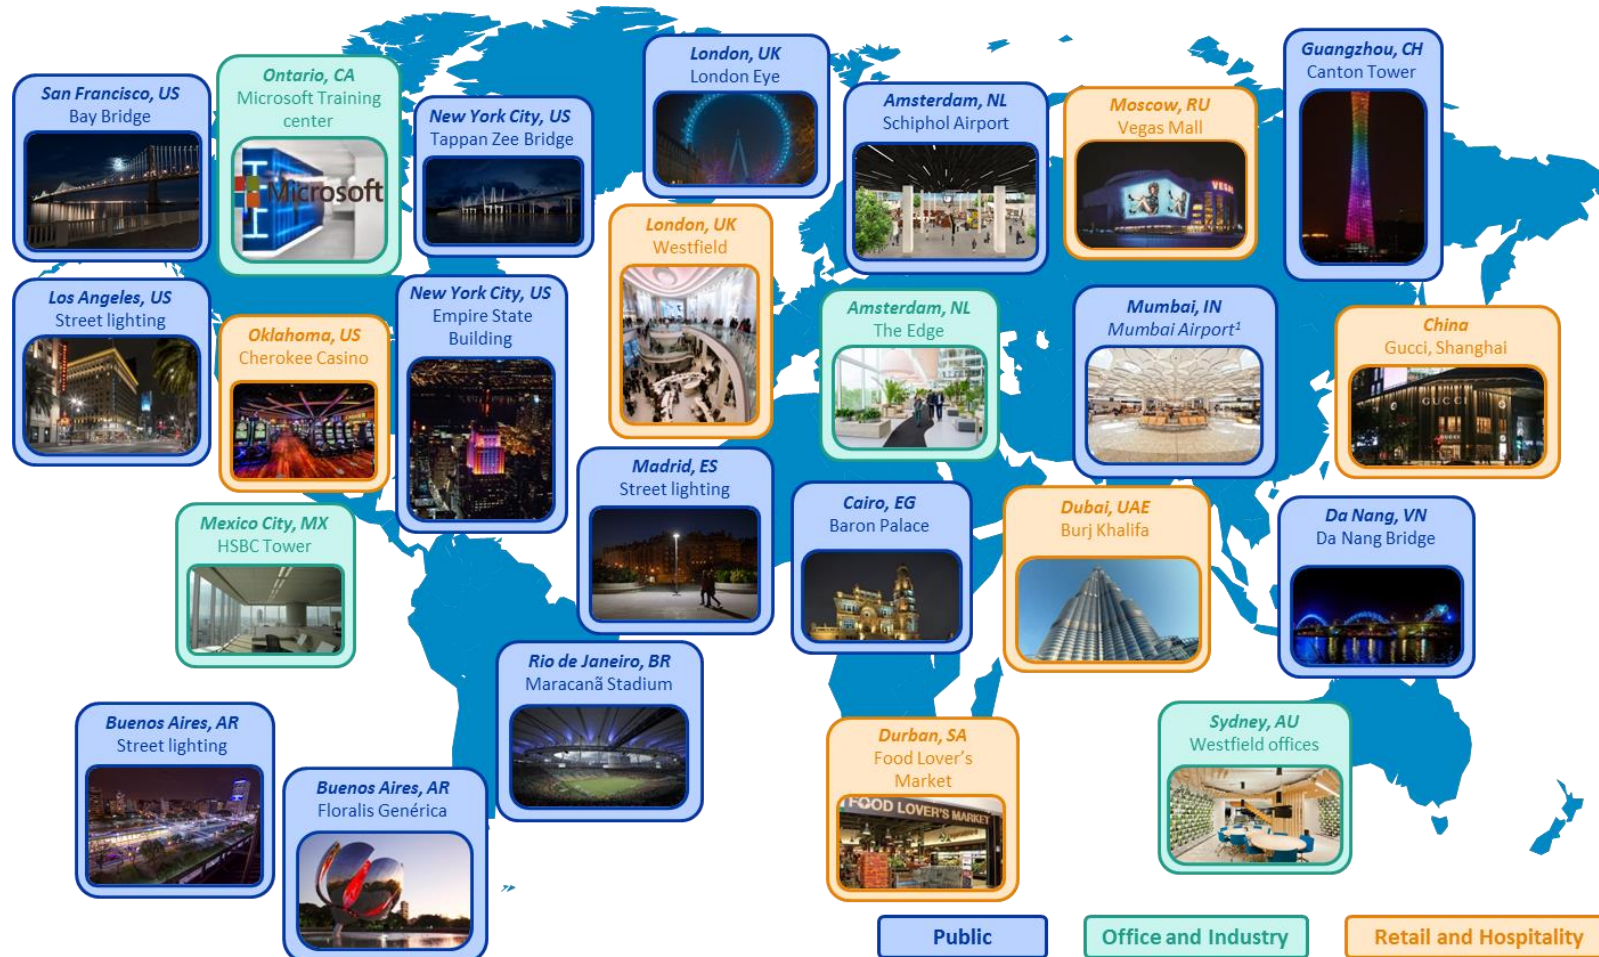 San Francisco, US
Bay Bridge
Ontario, CA
Microsoft Training
center
Microsoft
New York City, US
Tappan Zee Bridge
London, UK
London Eye
Amsterdam, NL
Schiphol Airport
Moscow, RU
Vegas Mall
VEGAS
Guangzhou, CH
Canton Tower
Los Angeles, US
Street lighting
Oklahoma, US
Cherokee Casino
New York City, US
Empire State
Building
London, UK
Westfield
Amsterdam, NL
The Edge
Mumbai, IN
Mumbai Airport¹
China
Gucci, Shanghai
GUCCI
GUCCI
Mexico City, MX
HSBC Tower
Madrid, ES
Street lighting
Cairo, EG
Baron Palace
Dubai, UAE
Burj Khalifa
Da Nang, VN
Da Nang Bridge
Buenos Aires, AR
Street lighting
Buenos Aires, AR
Floralis Genérica
Rio de Janeiro, BR
Maracanã Stadium
Durban, SA
Food Lover’s
Market
FOOD LOVER'S MARKET
Sydney, AU
Westfield offices
Public
Office and Industry
Retail and Hospitality